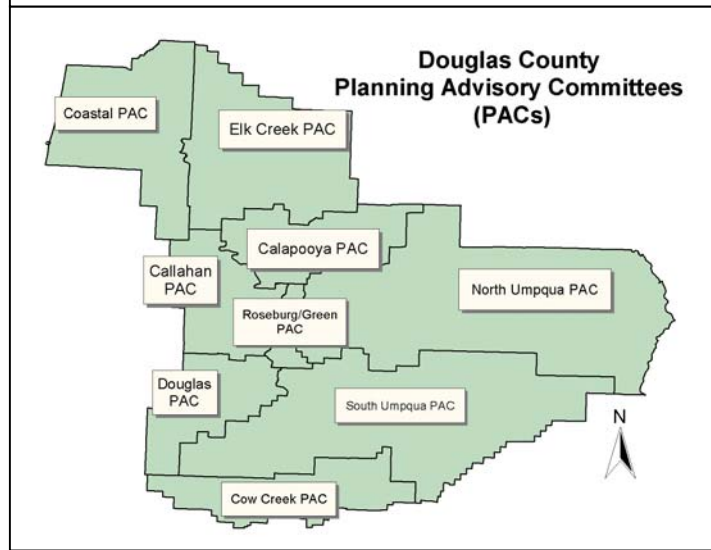 Douglas County
Planning Advisory Committees
(PACs)
Coastal PAC
Elk Creek PAC
Calapooya PAC
Callahan
PAC
North Umpqua PAC
Roseburg/Green
PAC
Douglas
PAC
South Umpqua PAC
N
Cow Creek PAC